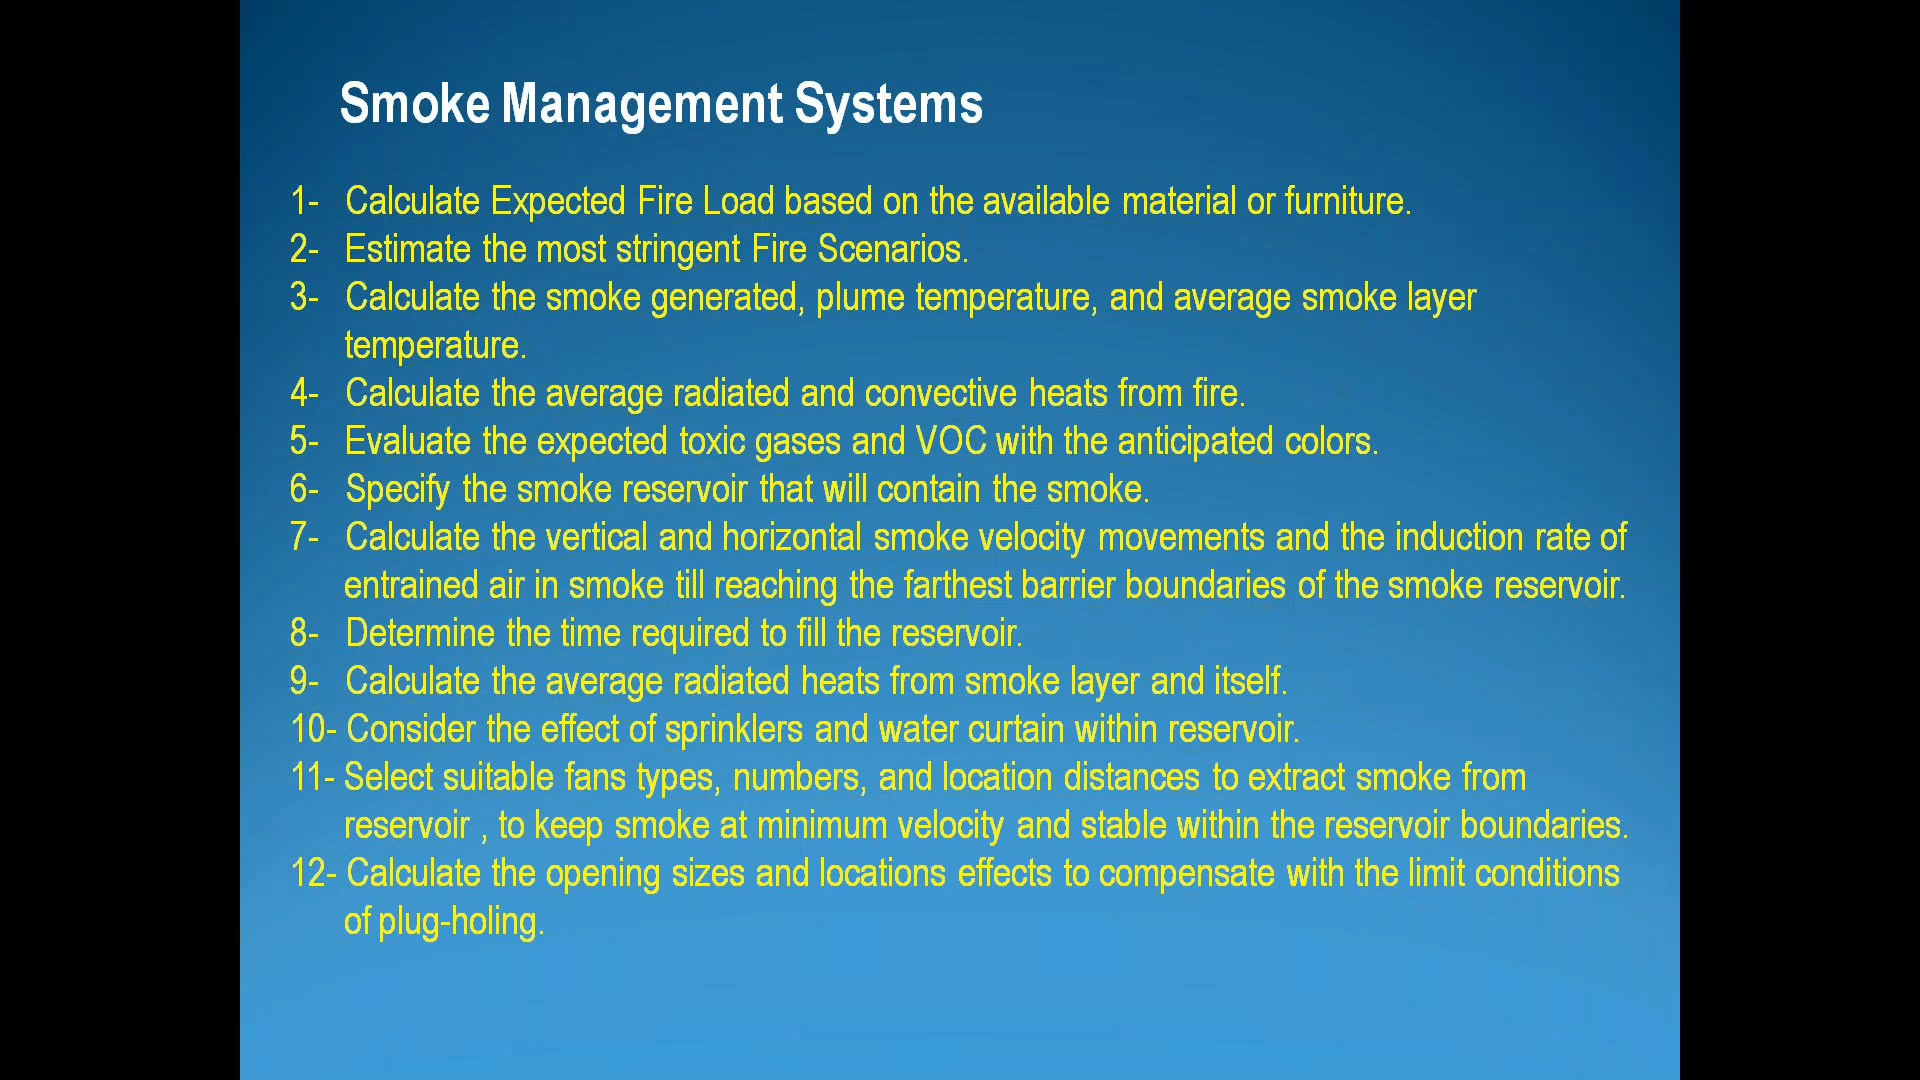 Smoke Management Systems
1- Calculate Expected Fire Load based on the available material or furniture.
2- Estimate the most stringent Fire Scenarios.
3- Calculate the smoke generated, plume temperature, and average smoke layer
temperature.
4- Calculate the average radiated and convective heats from fire.
5- Evaluate the expected toxic gases and VOC with the anticipated colors.
6- Specify the smoke reservoir that will contain the smoke.
7- Calculate the vertical and horizontal smoke velocity movements and the induction rate of
entrained air in smoke till reaching the farthest barrier boundaries of the smoke reservoir.
8- Determine the time required to fill the reservoir.
9- Calculate the average radiated heats from smoke layer and itself.
10- Consider the effect of sprinklers and water curtain within reservoir.
11- Select suitable fans types, numbers, and location distances to extract smoke from
reservoir , to keep smoke at minimum velocity and stable within the reservoir boundaries.
12- Calculate the opening sizes and locations effects to compensate with the limit conditions
of plug-holing.